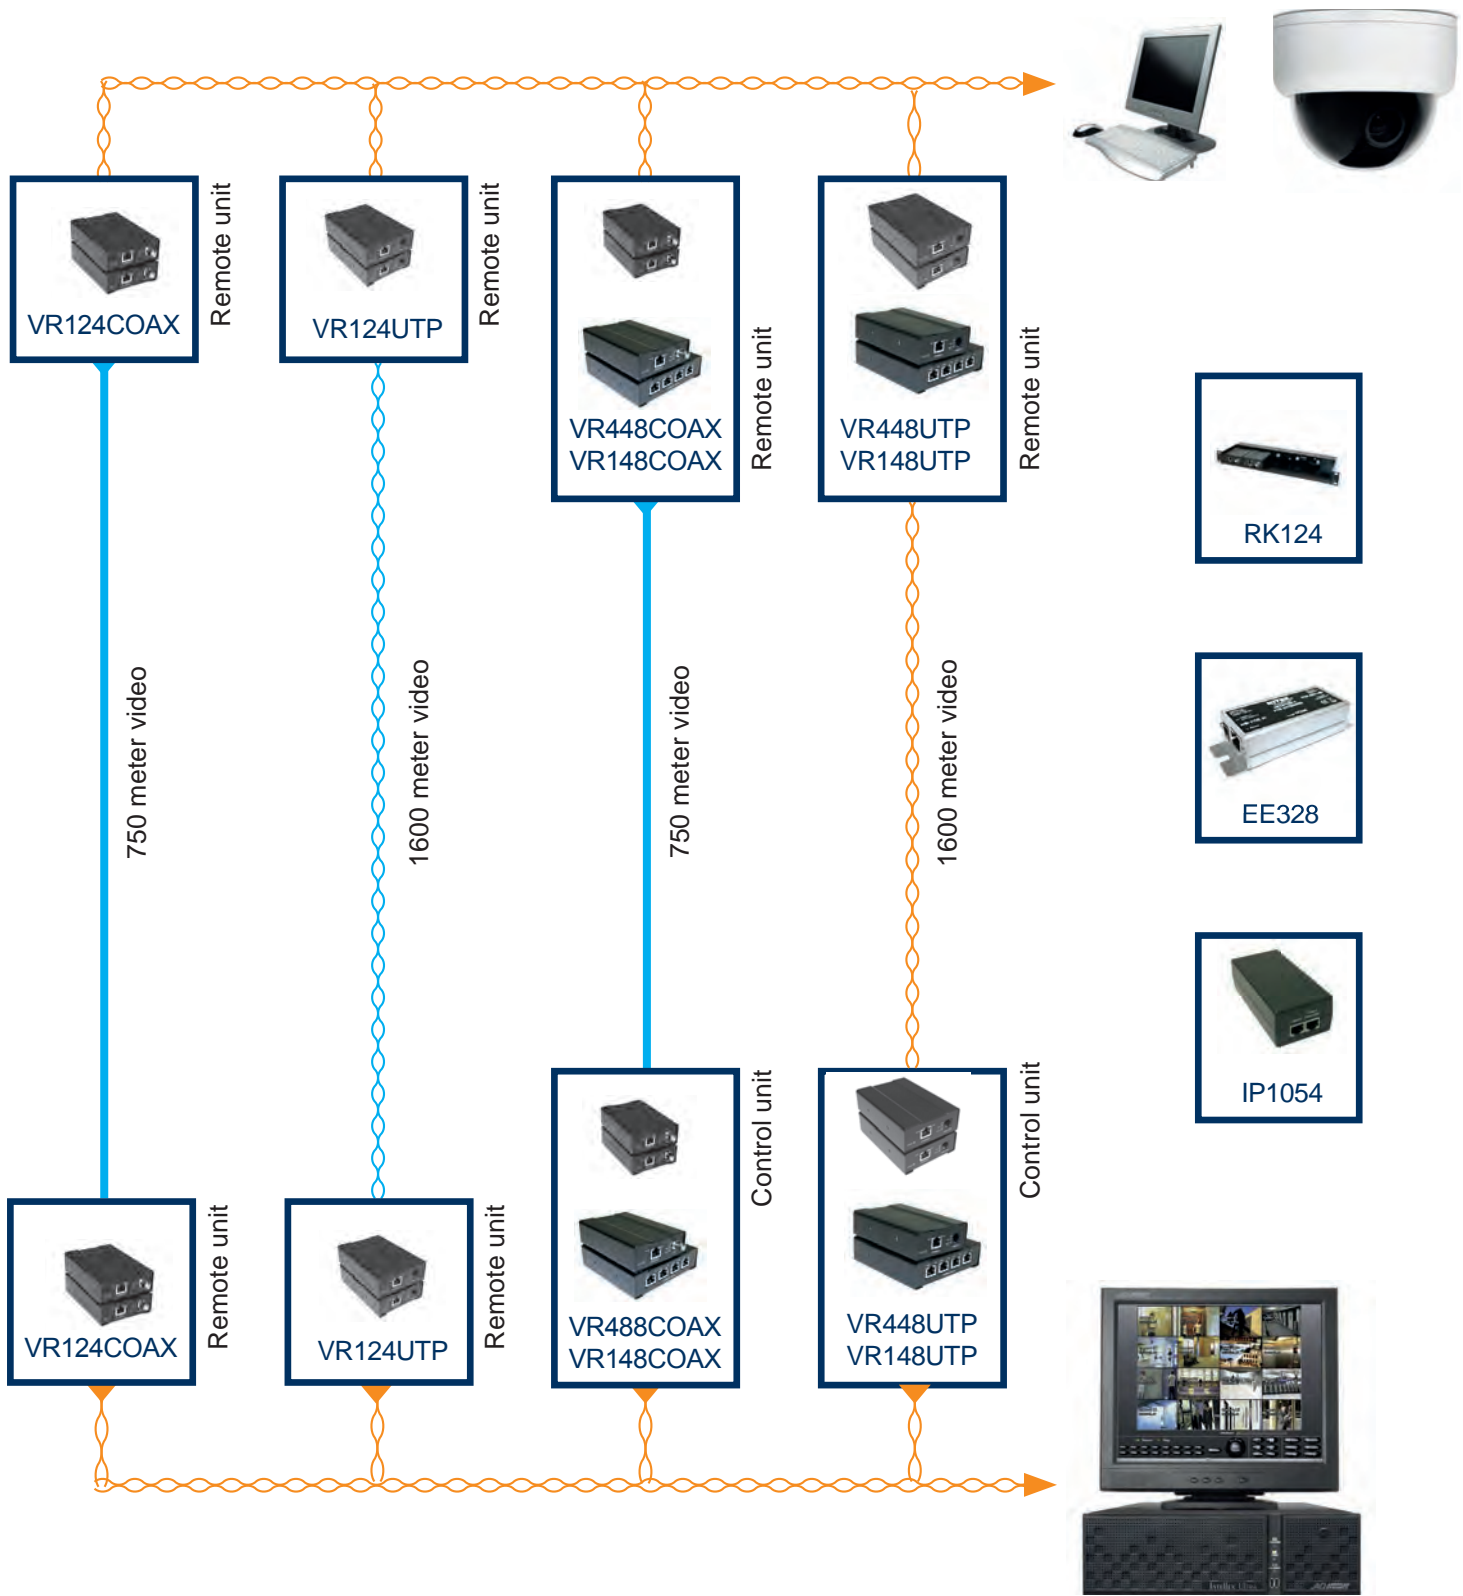 VR124COAX
Remote unit
VR124UTP
Remote unit
VR448COAX
VR148COAX
Remote unit
VR448UTP
VR148UTP
Remote unit
RK124
750 meter video
1600 meter video
750 meter video
1600 meter video
EE328
IP1054
VR124COAX
Remote unit
VR124UTP
Remote unit
VR488COAX
VR148COAX
Control unit
VR448UTP
VR148UTP
Control unit